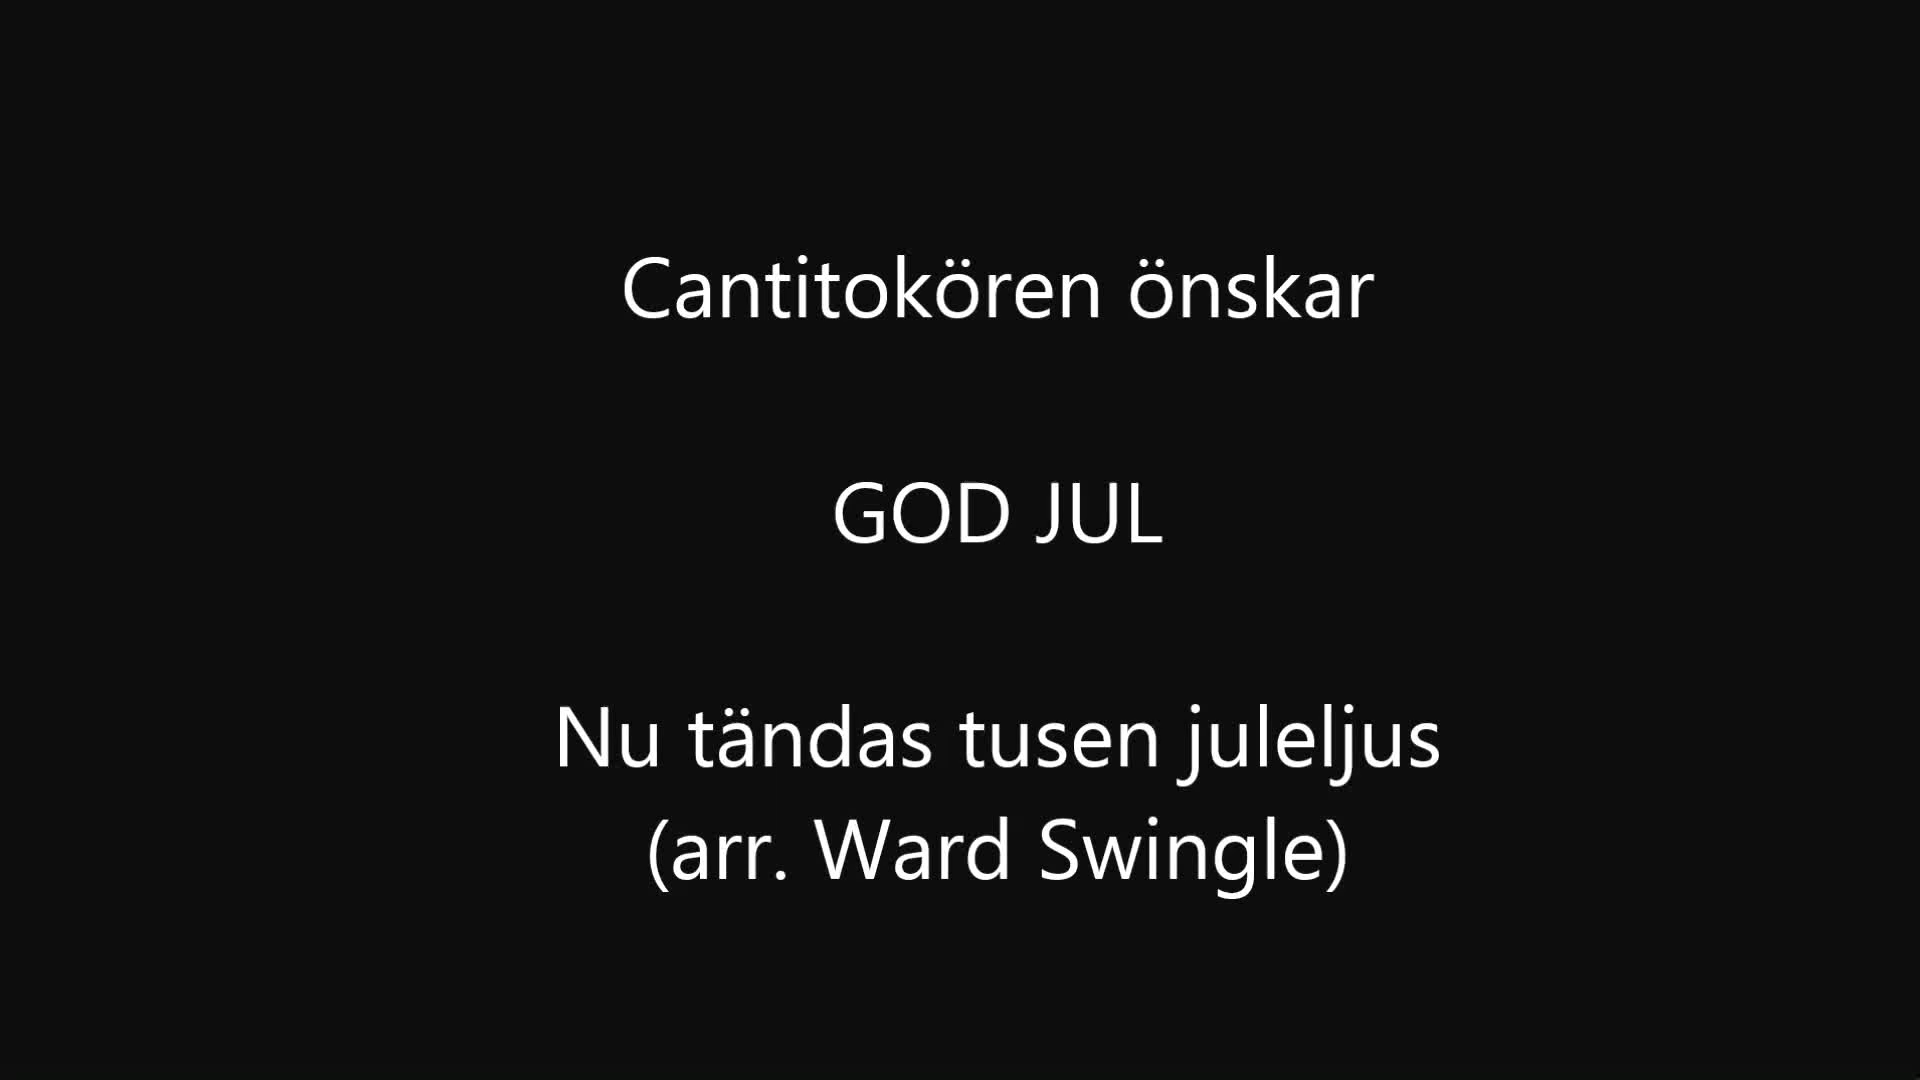 Cantitokören önskar
GOD JUL
Nu tändas tusen juleljus
(arr. Ward Swingle)